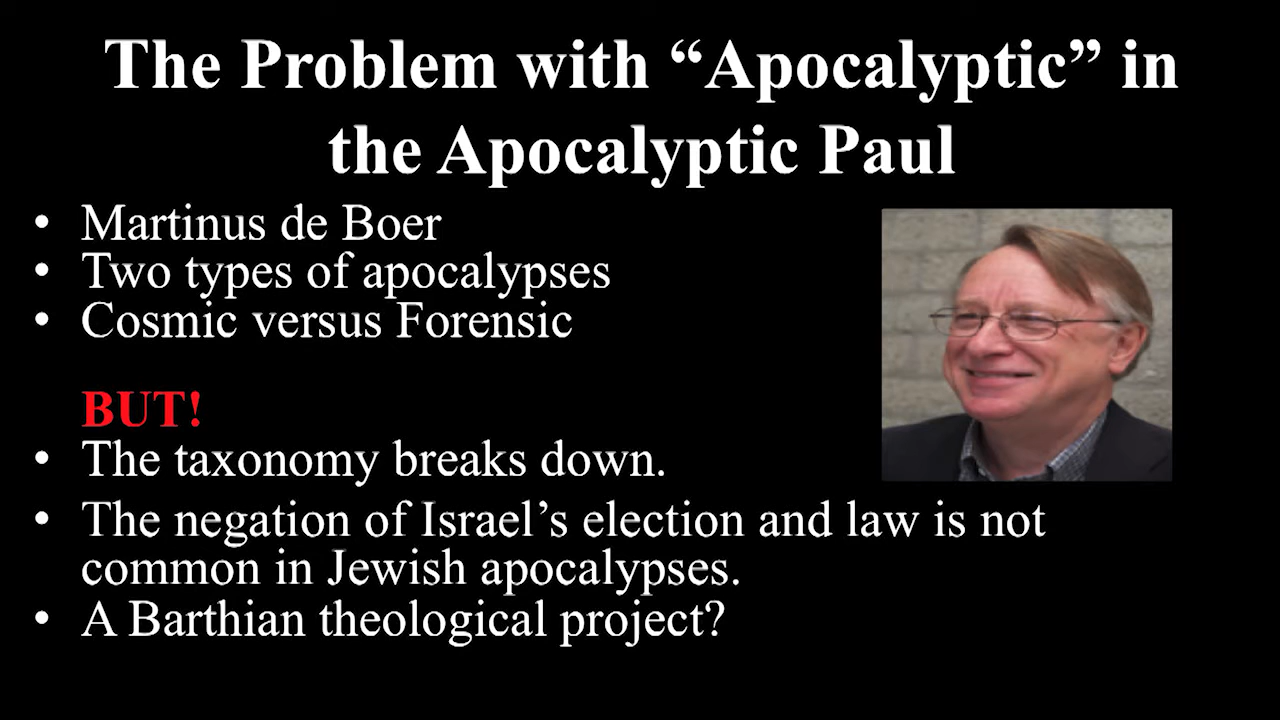 The Problem with “Apocalyptic” in
the Apocalyptic Paul
• Martinus de Boer
• Two types of apocalypses
• Cosmic versus Forensic
BUT!
• The taxonomy breaks down.
• The negation of Israel’s election and law is not
common in Jewish apocalypses.
• A Barthian theological project?